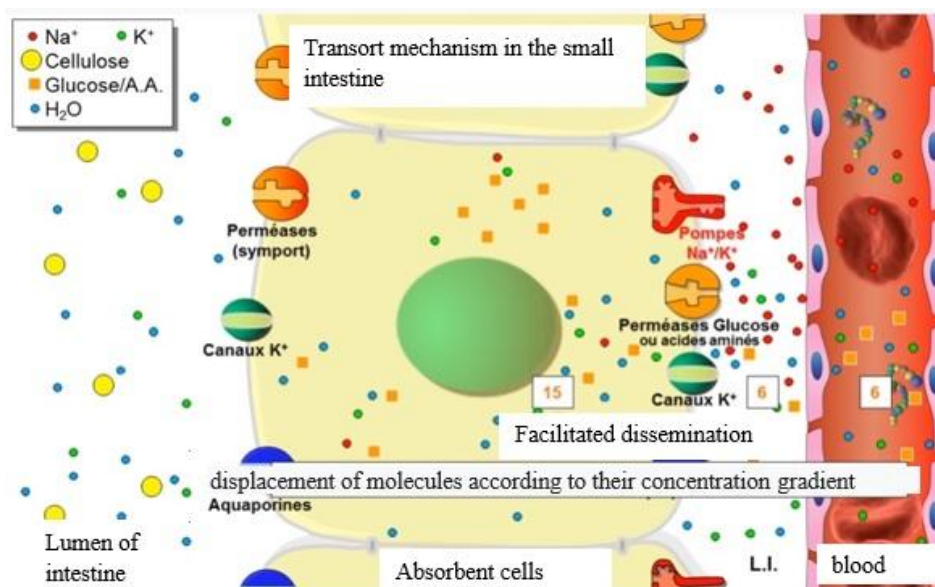 Na⁺ K⁺
Cellulose
Glucose/A.A.
H₂O
Transort mechanism in the small
intestine
Perméases
(symport)
Pompes
Na⁺/K⁺
Canaux K⁺
Perméases Glucose
ou acides aminés
15
Canaux K⁺
6
6
Facilitated dissemination
displacement of molecules according to their concentration gradient
Aquaporines
Lumen of
intestine
Absorbent cells
L.I.
blood